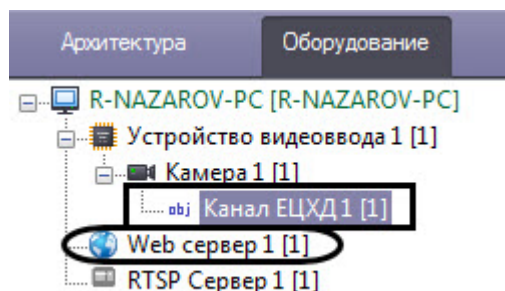 Архитектура Оборудование
R-NAZAROV-PC [R-NAZAROV-PC]
Устройство видеоввода 1 [1]
Камера 1 [1]
obj Канал ЕЦХД 1 [1]
Web сервер 1 [1]
RTSP Сервер 1 [1]